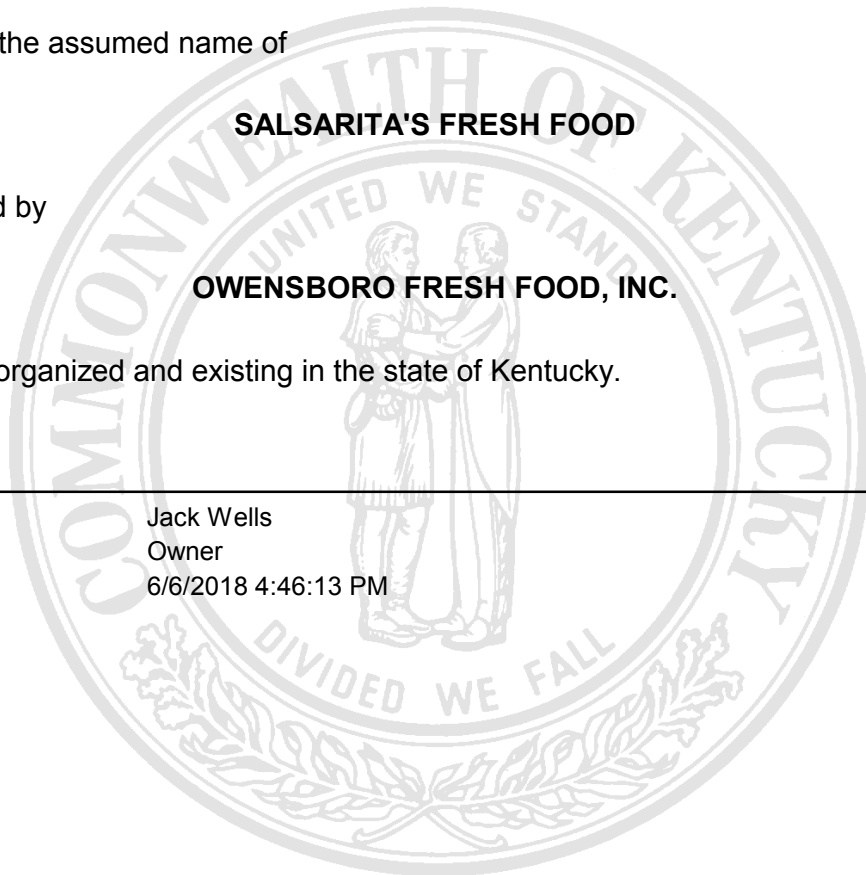 the assumed name of
SALSARITA'S FRESH FOOD
d by
OWENSBORO FRESH FOOD, INC.
organized and existing in the state of Kentucky.
Jack Wells
Owner
6/6/2018 4:46:13 PM
COMMONWEALTH OF KENTUCKY
UNITED WE STAND
DIVIDED WE FALL